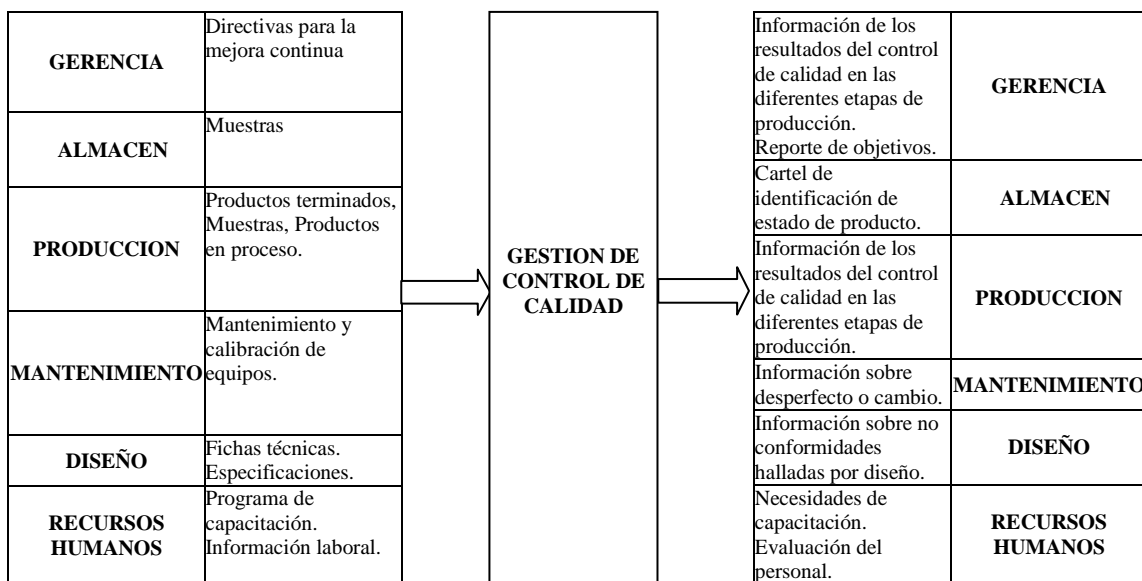 GERENCIA
Directivas para la
mejora continua
ALMACEN
Muestras
PRODUCCION
Productos terminados,
Muestras, Productos
en proceso.
MANTENIMIENTO
Mantenimiento y
calibración de
equipos.
DISEÑO
Fichas técnicas.
Especificaciones.
RECURSOS
HUMANOS
Programa de
capacitación.
Información laboral.
GESTION DE
CONTROL DE
CALIDAD
Información de los
resultados del control
de calidad en las
diferentes etapas de
producción.
Reporte de objetivos.
GERENCIA
Cartel de
identificación de
estado de producto.
ALMACEN
Información de los
resultados del control
de calidad en las
diferentes etapas de
producción.
PRODUCCION
Información sobre
desperfecto o cambio.
MANTENIMIENTO
Información sobre no
conformidades
halladas por diseño.
DISEÑO
Necesidades de
capacitación.
Evaluación del
personal.
RECURSOS
HUMANOS